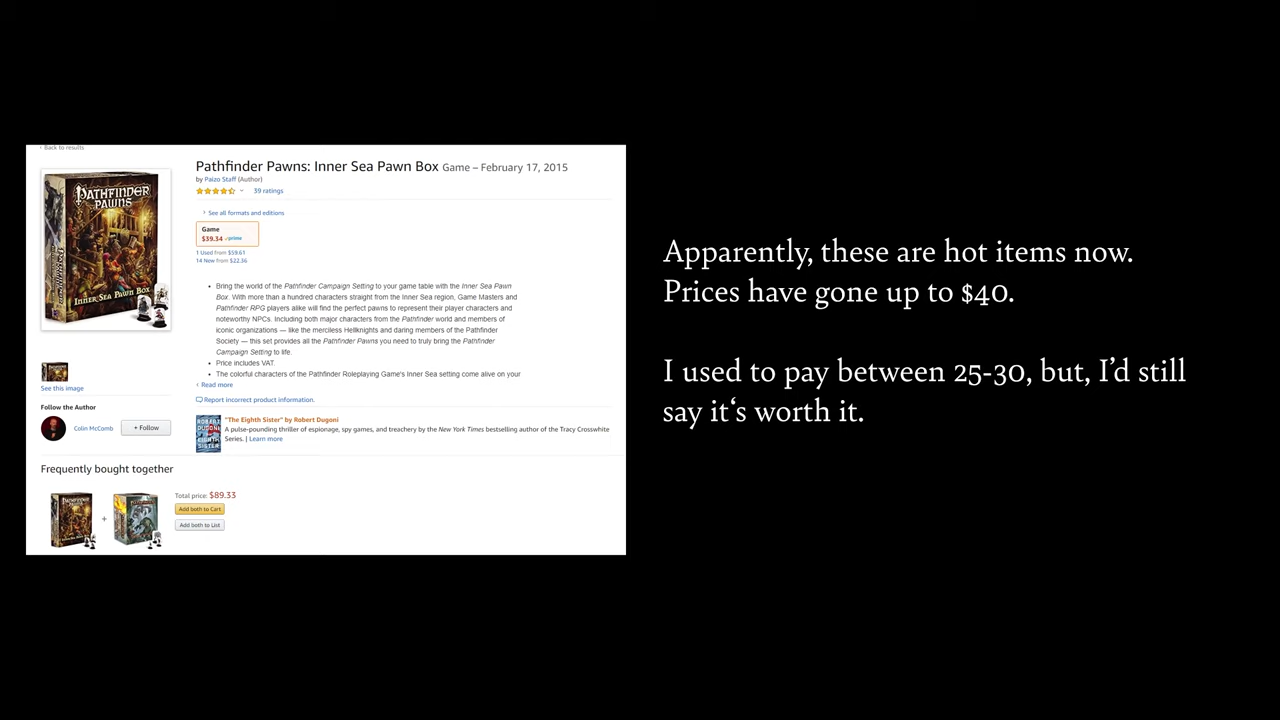 ‹ Back to results
Pathfinder Pawns: Inner Sea Pawn Box Game – February 17, 2015
by Paizo Staff (Author)
39 ratings
› See all formats and editions
Game
$39.34 prime
1 Used from $59.61
14 New from $22.36
• Bring the world of the Pathfinder Campaign Setting to your game table with the Inner Sea Pawn
Box. With more than a hundred characters straight from the Inner Sea region, Game Masters and
Pathfinder RPG players alike will find the perfect pawns to represent their player characters and
noteworthy NPCs. Including both major characters from the Pathfinder world and members of
iconic organizations — like the merciless Hellknights and daring members of the Pathfinder
Society — this set provides all the Pathfinder Pawns you need to truly bring the Pathfinder
Campaign Setting to life.
• Price includes VAT.
• The colorful characters of the Pathfinder Roleplaying Game's Inner Sea setting come alive on your
‹ Read more
Report incorrect product information.
PATHFINDER
PAWNS
INNER SEA PAWN BOX
See this image
Follow the Author
Colin McComb
+ Follow
ROBERT
DUGONI
EIGHTH
SISTER
"The Eighth Sister" by Robert Dugoni
A pulse-pounding thriller of espionage, spy games, and treachery by the New York Times bestselling author of the Tracy Crosswhite
Series. | Learn more
Frequently bought together
+
Total price: $89.33
Add both to Cart
Add both to List
Apparently, these are hot items now.
Prices have gone up to $40.
I used to pay between 25-30, but, I’d still
say it‘s worth it.